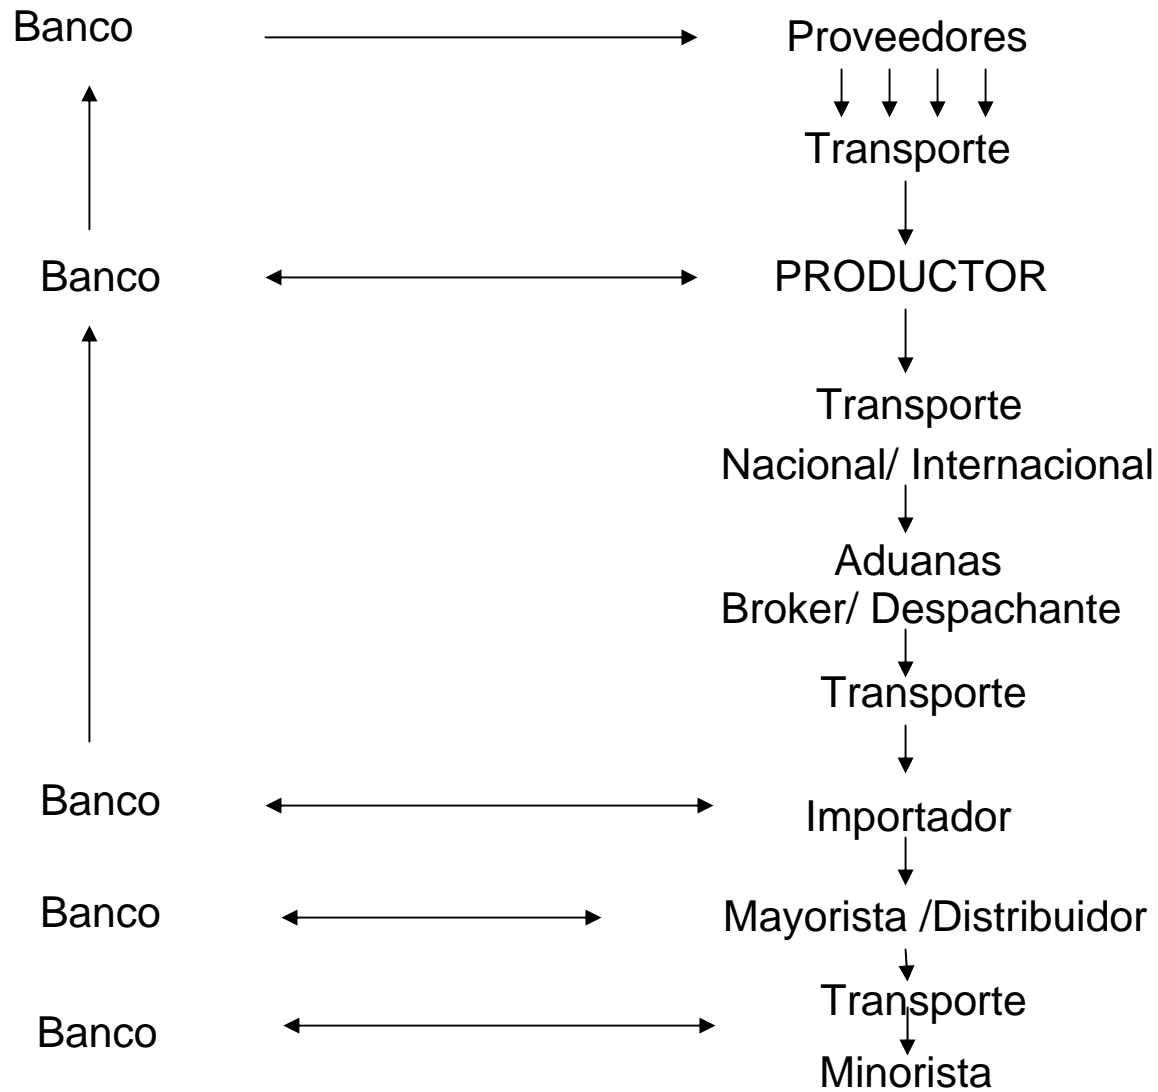 Banco
Proveedores
Transporte
Banco
PRODUCTOR
Transporte
Nacional/ Internacional
Aduanas
Broker/ Despachante
Transporte
Banco
Importador
Banco
Mayorista /Distribuidor
Transporte
Banco
Minorista